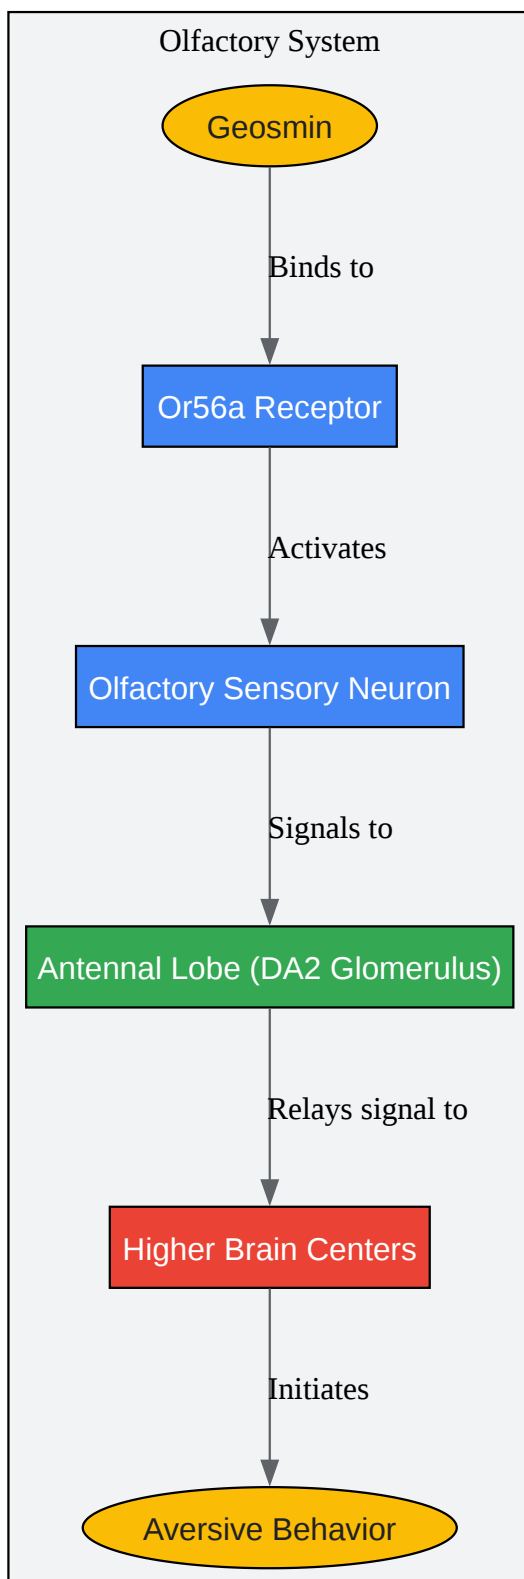 Olfactory System
Geosmin
Binds to
Or56a Receptor
Activates
Olfactory Sensory Neuron
Signals to
Antennal Lobe (DA2 Glomerulus)
Relays signal to
Higher Brain Centers
Initiates
Aversive Behavior